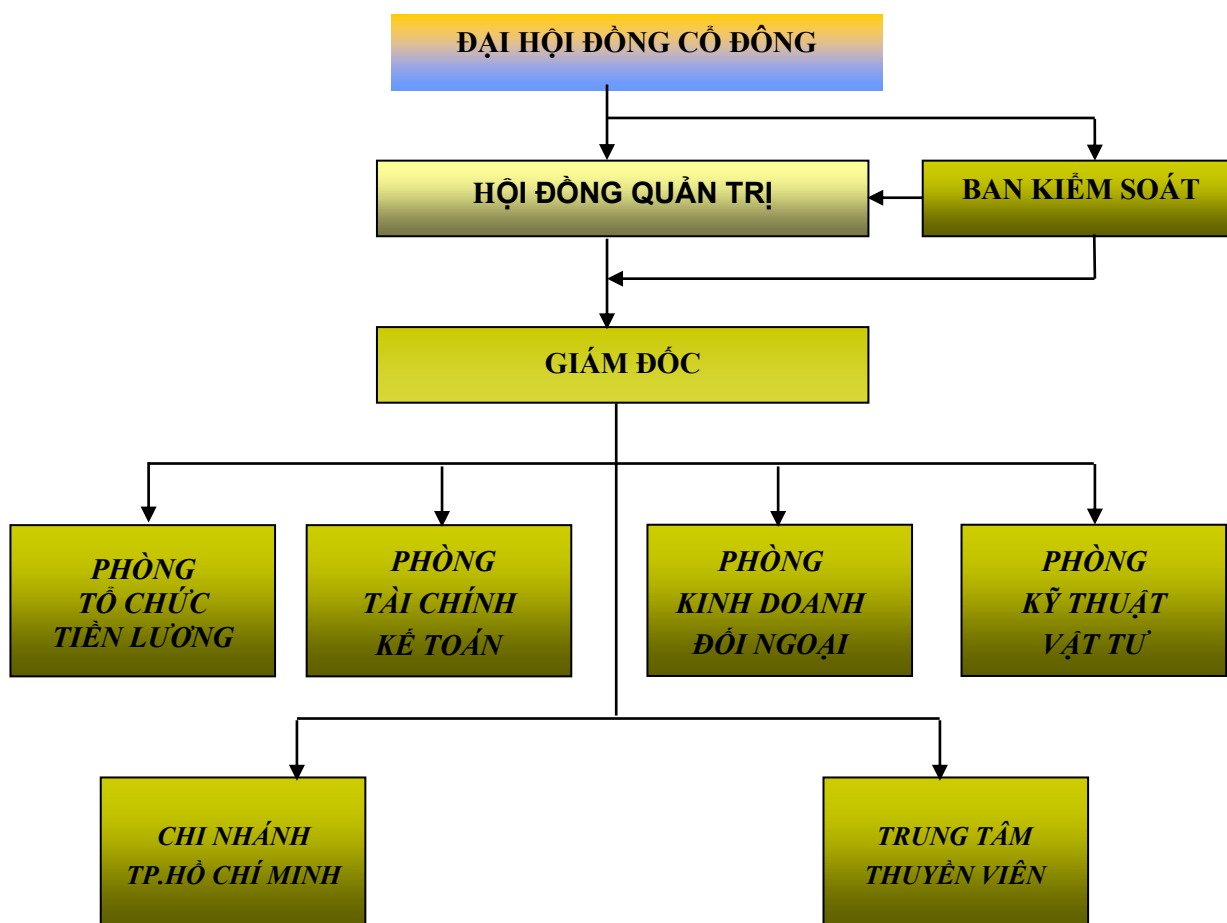 ĐẠI HỘI ĐỒNG CỔ ĐÔNG
HỘI ĐỒNG QUẢN TRỊ
BAN KIỂM SOÁT
GIÁM ĐỐC
PHÒNG
TỔ CHỨC
TIỀN LƯƠNG
PHÒNG
TÀI CHÍNH
KẾ TOÁN
PHÒNG
KINH DOANH
ĐỐI NGOẠI
PHÒNG
KỸ THUẬT
VẬT TƯ
CHI NHÁNH
TP.HỒ CHÍ MINH
TRUNG TÂM
THUYỀN VIÊN